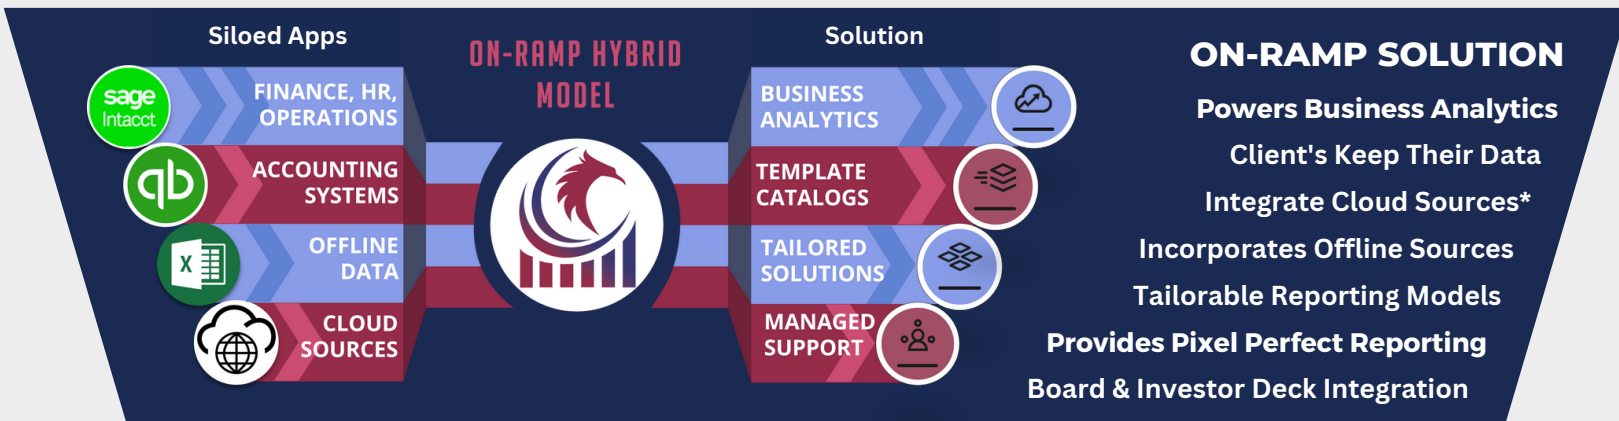 Siloed Apps
sage
Intacct
FINANCE, HR,
OPERATIONS
qb
ACCOUNTING
SYSTEMS
X
OFFLINE
DATA
CLOUD
SOURCES
ON-RAMP HYBRID
MODEL
Solution
BUSINESS
ANALYTICS
TEMPLATE
CATALOGS
TAILORED
SOLUTIONS
MANAGED
SUPPORT
ON-RAMP SOLUTION
Powers Business Analytics
Client's Keep Their Data
Integrate Cloud Sources*
Incorporates Offline Sources
Tailorable Reporting Models
Provides Pixel Perfect Reporting
Board & Investor Deck Integration